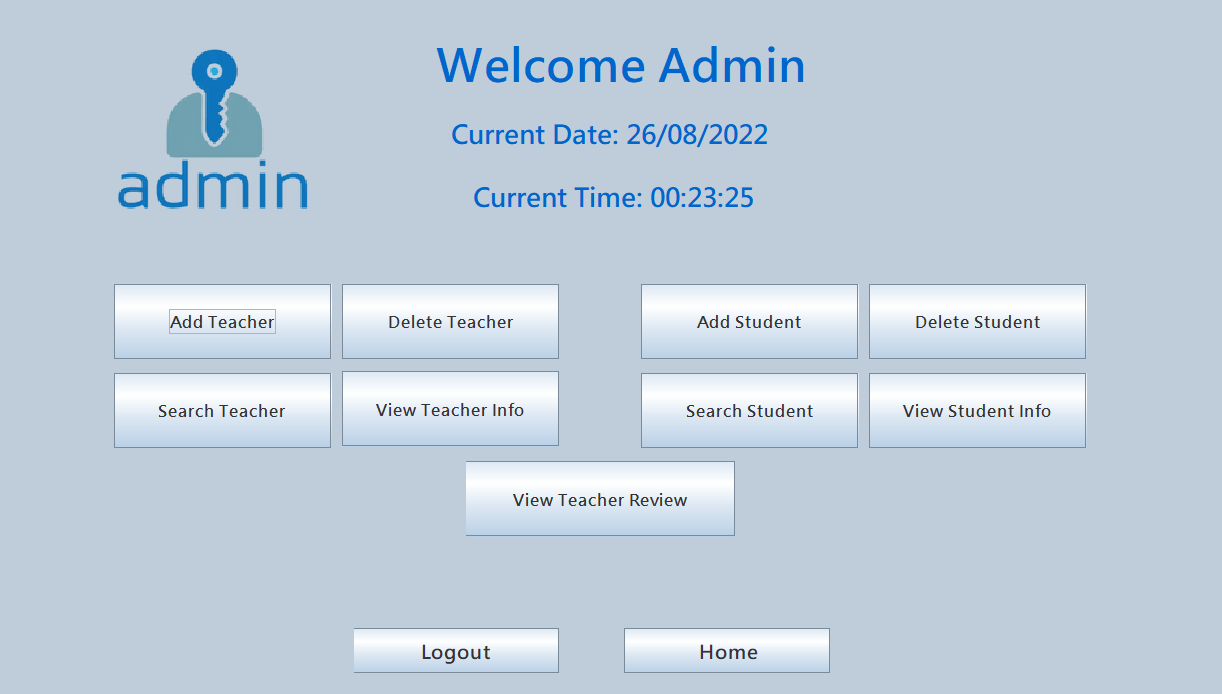 Welcome Admin
Current Date: 26/08/2022
Current Time: 00:23:25
admin
Add Teacher
Delete Teacher
Add Student
Delete Student
Search Teacher
View Teacher Info
Search Student
View Student Info
View Teacher Review
Logout
Home